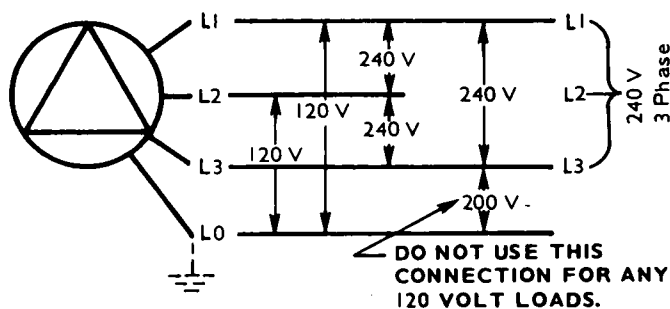 L1 L1
240 V
L2 L2
120 V 240 V
240 V
120 V
L3 L3
240 V
3 Phase
200 V
L0
DO NOT USE THIS
CONNECTION FOR ANY
120 VOLT LOADS.